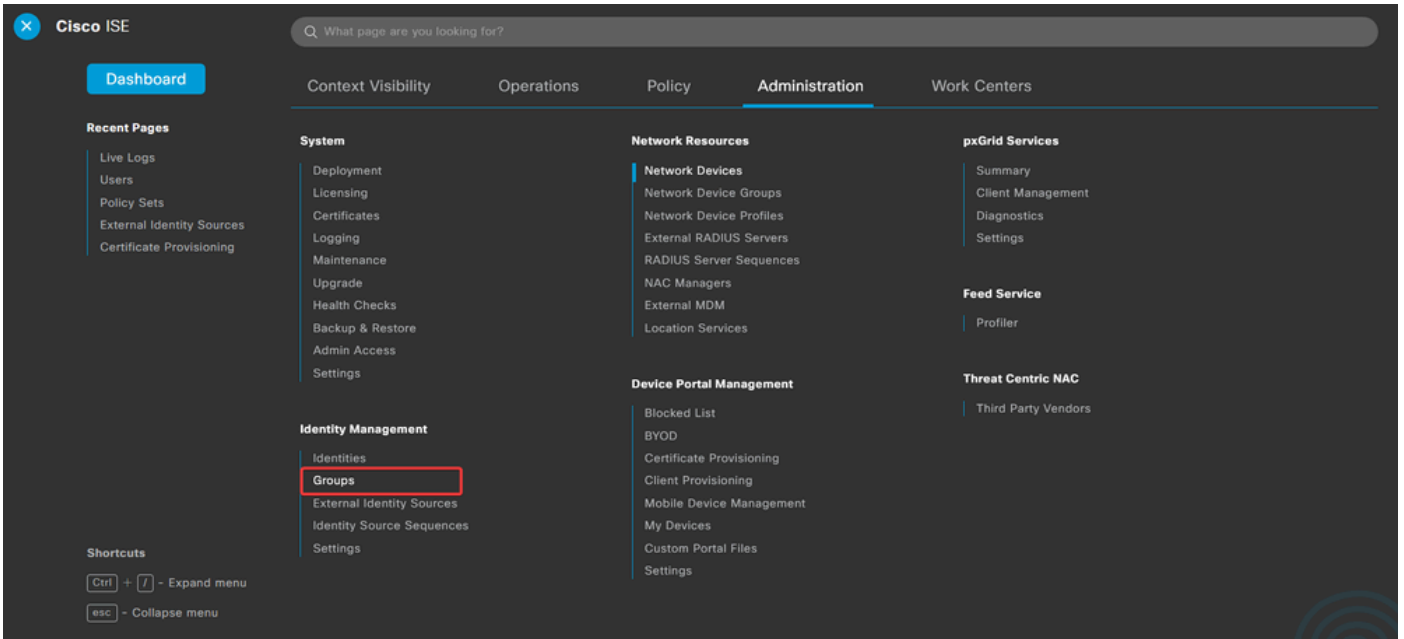 Cisco ISE
What page are you looking for?
Dashboard
Context Visibility
Operations
Policy
Administration
Work Centers
Recent Pages
Live Logs
Users
Policy Sets
External Identity Sources
Certificate Provisioning
System
Deployment
Licensing
Certificates
Logging
Maintenance
Upgrade
Health Checks
Backup & Restore
Admin Access
Settings
Identity Management
Identities
Groups
External Identity Sources
Identity Source Sequences
Settings
Network Resources
Network Devices
Network Device Groups
Network Device Profiles
External RADIUS Servers
RADIUS Server Sequences
NAC Managers
External MDM
Location Services
Device Portal Management
Blocked List
BYOD
Certificate Provisioning
Client Provisioning
Mobile Device Management
My Devices
Custom Portal Files
Settings
pxGrid Services
Summary
Client Management
Diagnostics
Settings
Feed Service
Profiler
Threat Centric NAC
Third Party Vendors
Shortcuts
Ctrl + / - Expand menu
esc - Collapse menu